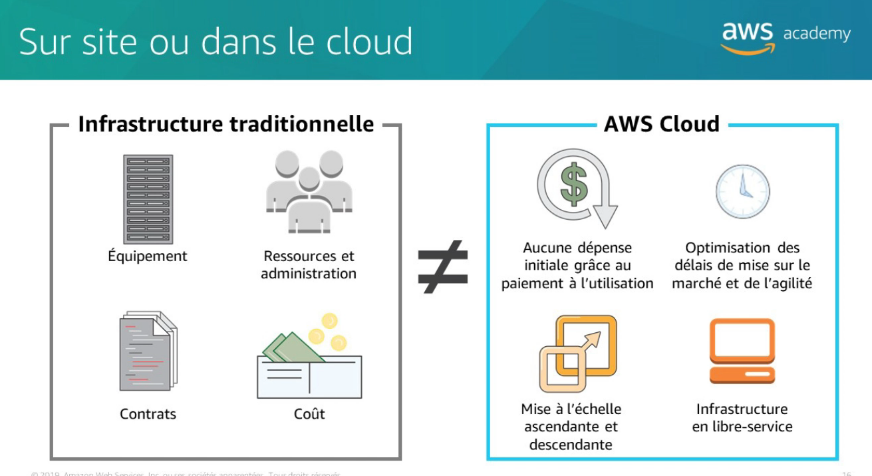 Sur site ou dans le cloud
aws academy
Infrastructure traditionnelle
Équipement
Ressources et
administration
Contrats
Coût
≠
AWS Cloud
$
Aucune dépense
initiale grâce au
paiement à l'utilisation
Optimisation des
délais de mise sur le
marché et de l'agilité
Mise à l'échelle
ascendante et
descendante
Infrastructure
en libre-service
© 2019, Amazon Web Services, Inc. ou ses sociétés apparentées. Tous droits réservés.
16